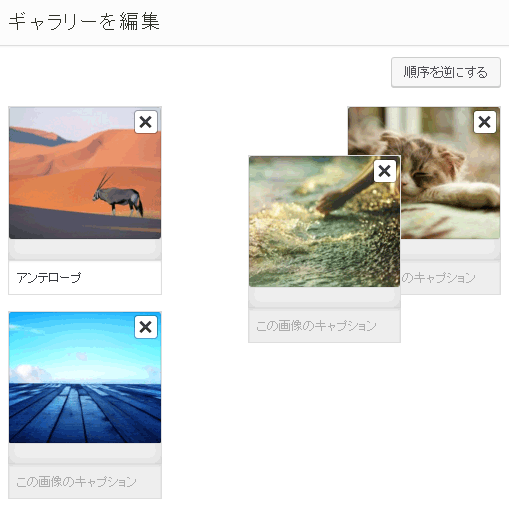 ギャラリーを編集
順序を逆にする
アンテロープ
のキャプション
この画像のキャプション
この画像のキャプション